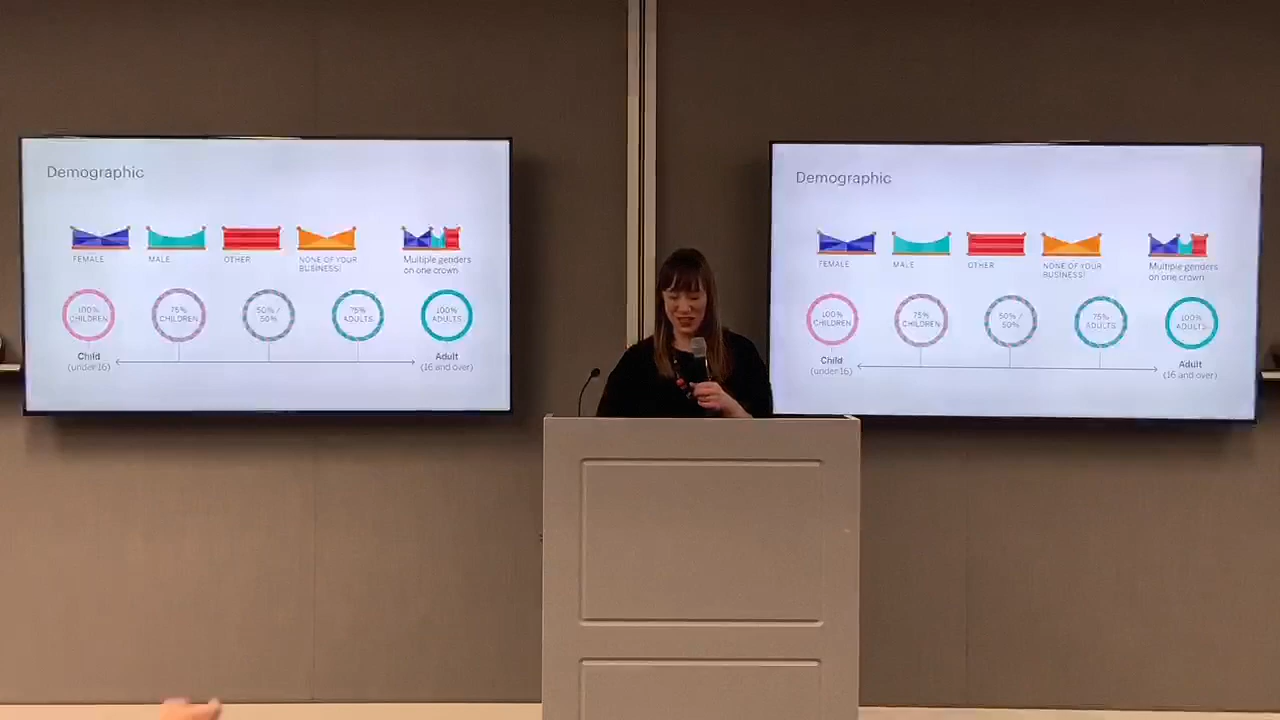 Demographic
FEMALE
MALE
OTHER
NONE OF YOUR
BUSINESS!
Multiple genders
on one crown
100%
CHILDREN
75%
CHILDREN
50% /
50%
75%
ADULTS
100%
ADULTS
Child
(under 16)
Adult
(16 and over)
Demographic
FEMALE
MALE
OTHER
NONE OF YOUR
BUSINESS!
Multiple genders
on one crown
100%
CHILDREN
75%
CHILDREN
50% /
50%
75%
ADULTS
100%
ADULTS
Child
(under 16)
Adult
(16 and over)